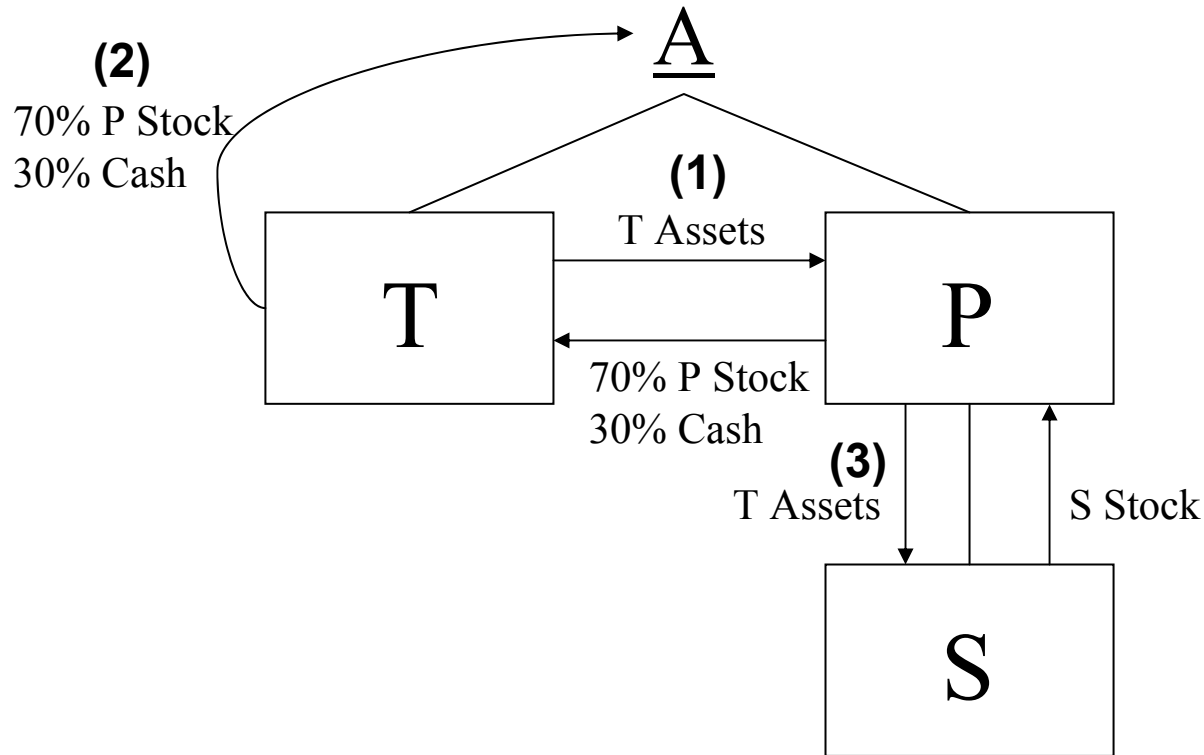 A
(2)
70% P Stock
30% Cash
(1)
T Assets
T
P
70% P Stock
30% Cash
(3)
T Assets
S Stock
S